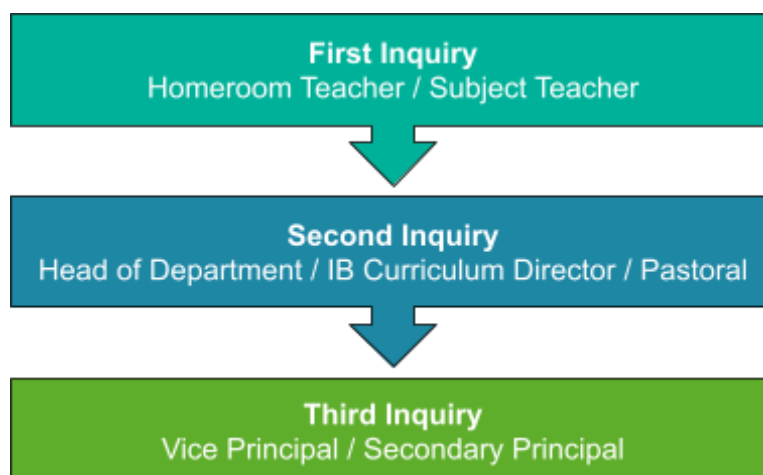 First Inquiry
Homeroom Teacher / Subject Teacher
Second Inquiry
Head of Department / IB Curriculum Director / Pastoral
Third Inquiry
Vice Principal / Secondary Principal